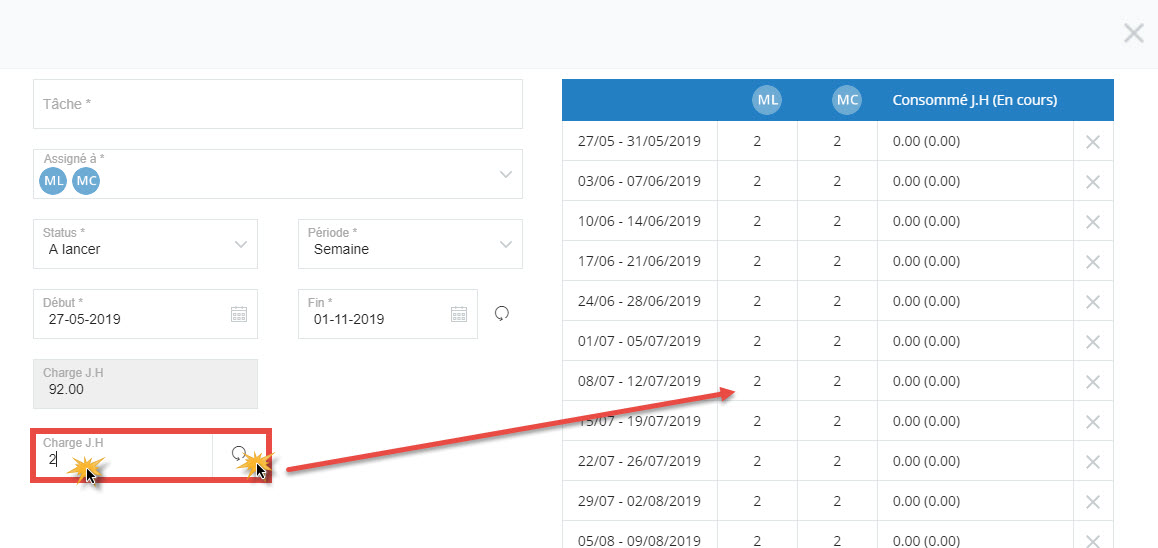 Tâche *
Assigné à *
ML MC
Status *
A lancer
Période *
Semaine
Début *
27-05-2019
Fin *
01-11-2019
Charge J.H
92.00
Charge J.H
2
ML MC Consommé J.H (En cours)
27/05 - 31/05/2019 2 2 0.00 (0.00)
03/06 - 07/06/2019 2 2 0.00 (0.00)
10/06 - 14/06/2019 2 2 0.00 (0.00)
17/06 - 21/06/2019 2 2 0.00 (0.00)
24/06 - 28/06/2019 2 2 0.00 (0.00)
01/07 - 05/07/2019 2 2 0.00 (0.00)
08/07 - 12/07/2019 2 2 0.00 (0.00)
15/07 - 19/07/2019 2 2 0.00 (0.00)
22/07 - 26/07/2019 2 2 0.00 (0.00)
29/07 - 02/08/2019 2 2 0.00 (0.00)
05/08 - 09/08/2019 2 2 0.00 (0.00)